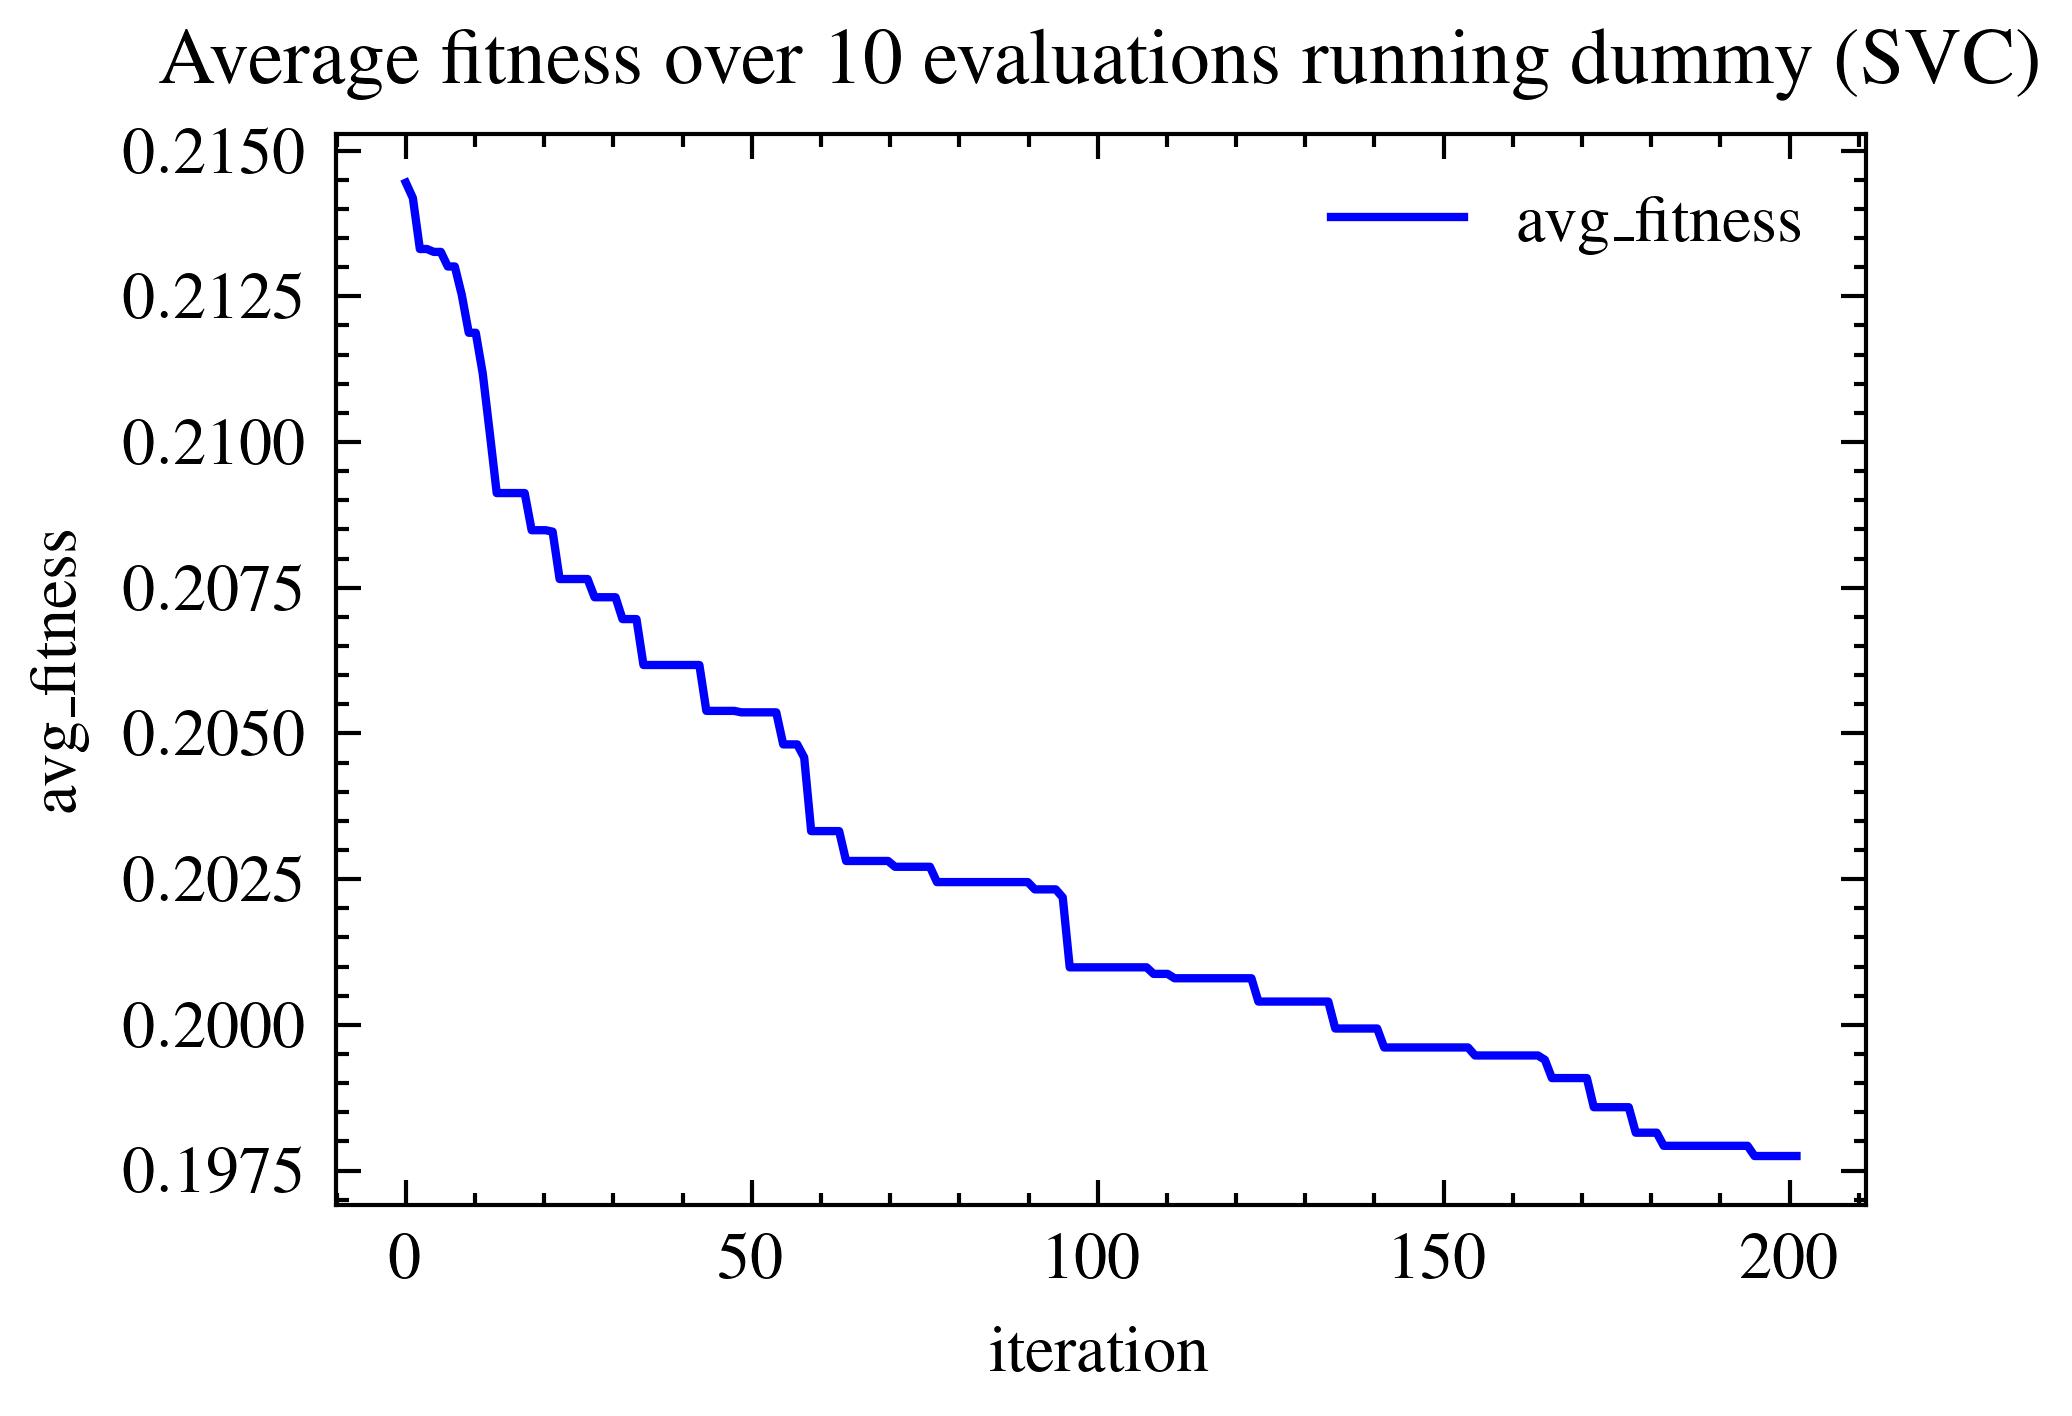 Average fitness over 10 evaluations running dummy (SVC)
avg_fitness
0.2150
0.2125
0.2100
0.2075
0.2050
0.2025
0.2000
0.1975
avg_fitness
0 50 100 150 200
iteration